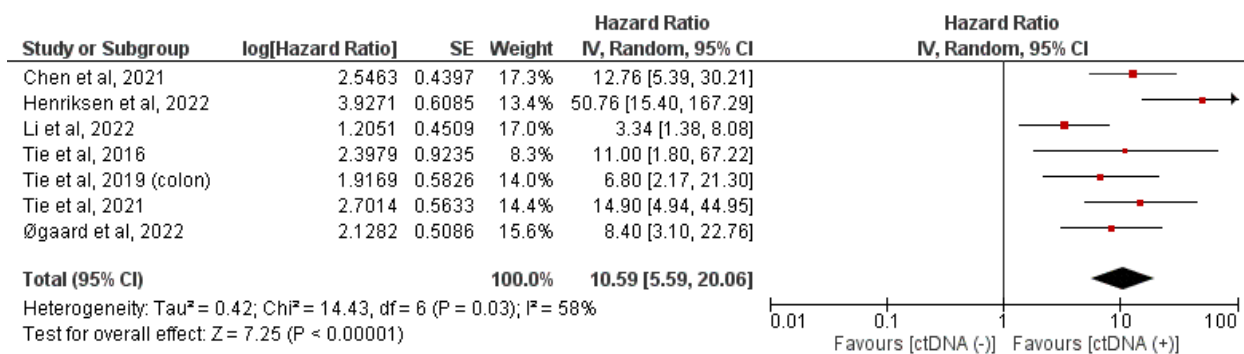 Hazard Ratio Hazard Ratio
Study or Subgroup log[Hazard Ratio] SE Weight IV, Random, 95% CI IV, Random, 95% CI
Chen et al, 2021 2.5463 0.4397 17.3% 12.76 [5.39, 30.21]
Henriksen et al, 2022 3.9271 0.6085 13.4% 50.76 [15.40, 167.29]
Li et al, 2022 1.2051 0.4509 17.0% 3.34 [1.38, 8.08]
Tie et al, 2016 2.3979 0.9235 8.3% 11.00 [1.80, 67.22]
Tie et al, 2019 (colon) 1.9169 0.5826 14.0% 6.80 [2.17, 21.30]
Tie et al, 2021 2.7014 0.5633 14.4% 14.90 [4.94, 44.95]
Øgaard et al, 2022 2.1282 0.5086 15.6% 8.40 [3.10, 22.76]
Total (95% CI) 100.0% 10.59 [5.59, 20.06]
Heterogeneity: Tau² = 0.42; Chi² = 14.43, df = 6 (P = 0.03); I² = 58%
Test for overall effect: Z = 7.25 (P < 0.00001)
0.01 0.1 1 10 100
Favours [ctDNA (-)] Favours [ctDNA (+)]